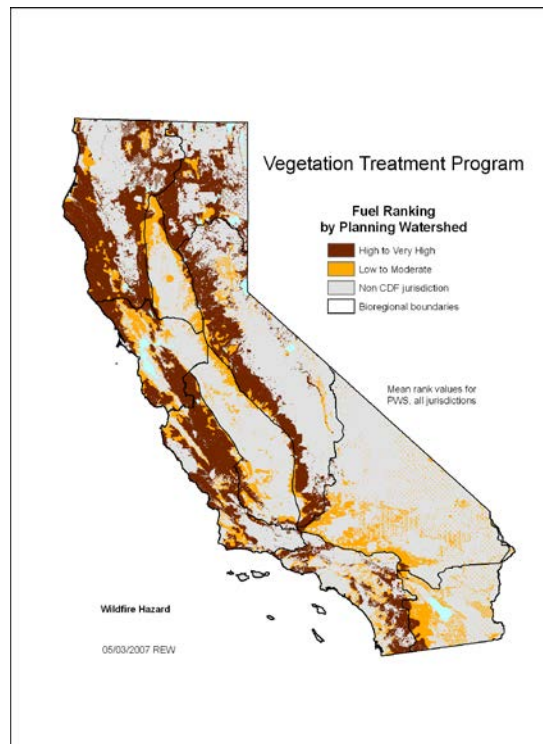 Vegetation Treatment Program
Fuel Ranking
by Planning Watershed
High to Very High
Low to Moderate
Non CDF jurisdiction
Bioregional boundaries
Mean rank values for
PWS, all jurisdictions
Wildfire Hazard
05/03/2007 REW